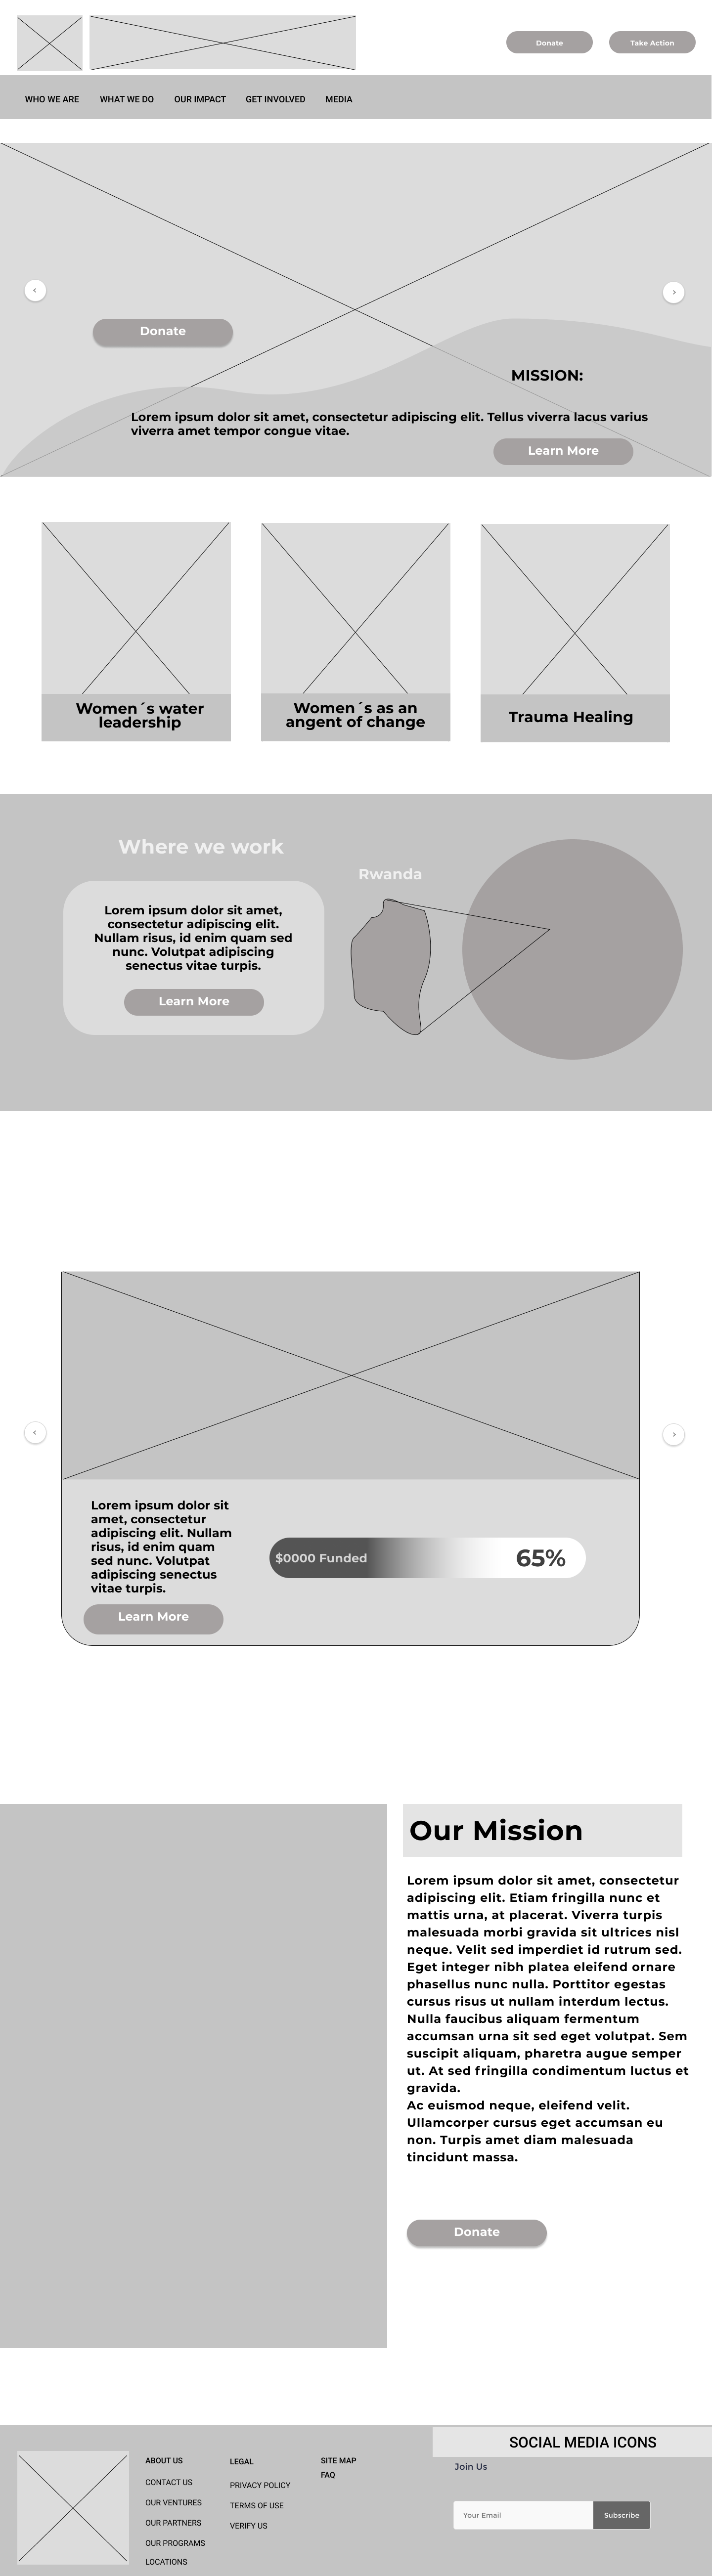 Donate
Take Action
WHO WE ARE
WHAT WE DO
OUR IMPACT
GET INVOLVED
MEDIA
Donate
MISSION:
Lorem ipsum dolor sit amet, consectetur adipiscing elit. Tellus viverra lacus varius
viverra amet tempor congue vitae.
Learn More
Women´s water
leadership
Women´s as an
angent of change
Trauma Healing
Where we work
Rwanda
Lorem ipsum dolor sit amet,
consectetur adipiscing elit.
Nullam risus, id enim quam sed
nunc. Volutpat adipiscing
senectus vitae turpis.
Learn More
Lorem ipsum dolor sit
amet, consectetur
adipiscing elit. Nullam
risus, id enim quam
sed nunc. Volutpat
adipiscing senectus
vitae turpis.
$0000 Funded
65%
Learn More
Our Mission
Lorem ipsum dolor sit amet, consectetur
adipiscing elit. Etiam fringilla nunc et
mattis urna, at placerat. Viverra turpis
malesuada morbi gravida sit ultrices nisl
neque. Velit sed imperdiet id rutrum sed.
Eget integer nibh platea eleifend ornare
phasellus nunc nulla. Porttitor egestas
cursus risus ut nullam interdum lectus.
Nulla faucibus aliquam fermentum
accumsan urna sit sed eget volutpat. Sem
suscipit aliquam, pharetra augue semper
ut. At sed fringilla condimentum luctus et
gravida.
Ac euismod neque, eleifend velit.
Ullamcorper cursus eget accumsan eu
non. Turpis amet diam malesuada
tincidunt massa.
Donate
ABOUT US
CONTACT US
OUR VENTURES
OUR PARTNERS
OUR PROGRAMS
LOCATIONS
LEGAL
PRIVACY POLICY
TERMS OF USE
VERIFY US
SITE MAP
FAQ
SOCIAL MEDIA ICONS
Join Us
Your Email
Subscribe